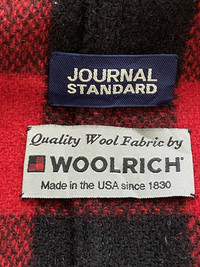 JOURNAL
STANDARD
Quality Wool Fabric by
WOOLRICH
Made in the USA since 1830